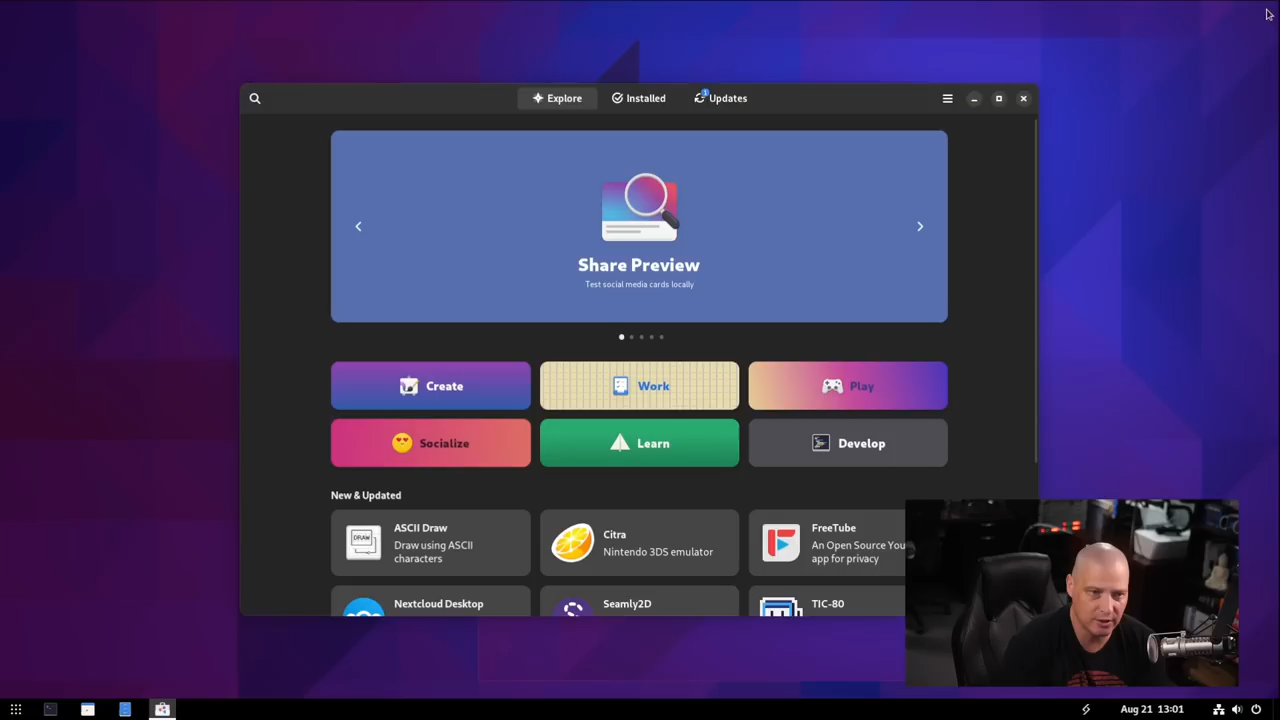 Explore
Installed
Updates
Share Preview
Test social media cards locally
Create
Work
Play
Socialize
Learn
Develop
New & Updated
ASCII Draw
Draw using ASCII
characters
DRAW
Citra
Nintendo 3DS emulator
FreeTube
An Open Source You
app for privacy
Nextcloud Desktop
Seamly2D
TIC-80
Aug 21 13:01